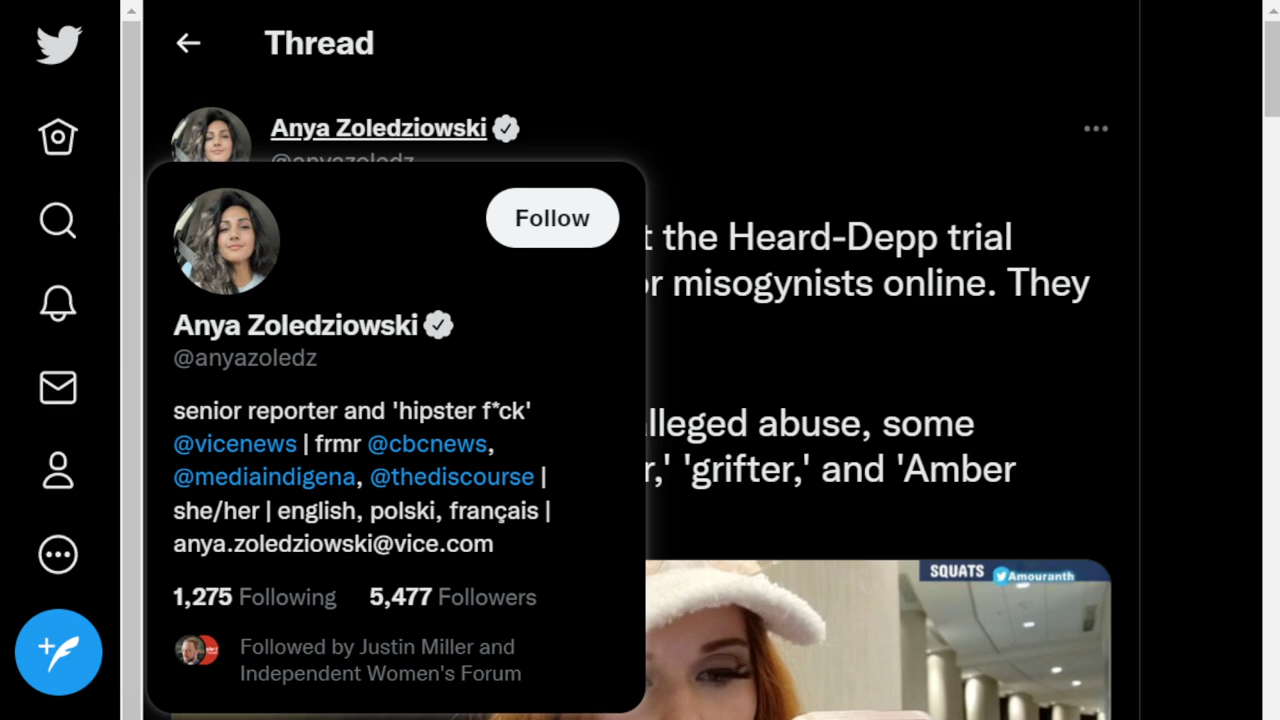 Thread
Anya Zoledziowski
@anyazoledz
Follow
t the Heard-Depp trial
or misogynists online. They
Anya Zoledziowski
@anyazoledz
senior reporter and 'hipster f*ck'
@vicenews | frmr @cbcnews,
@mediaindigena, @thediscourse |
she/her | english, polski, français |
anya.zoledziowski@vice.com
lleged abuse, some
r,' 'grifter,' and 'Amber
SQUATS Amouranth
1,275 Following 5,477 Followers
Followed by Justin Miller and
Independent Women's Forum